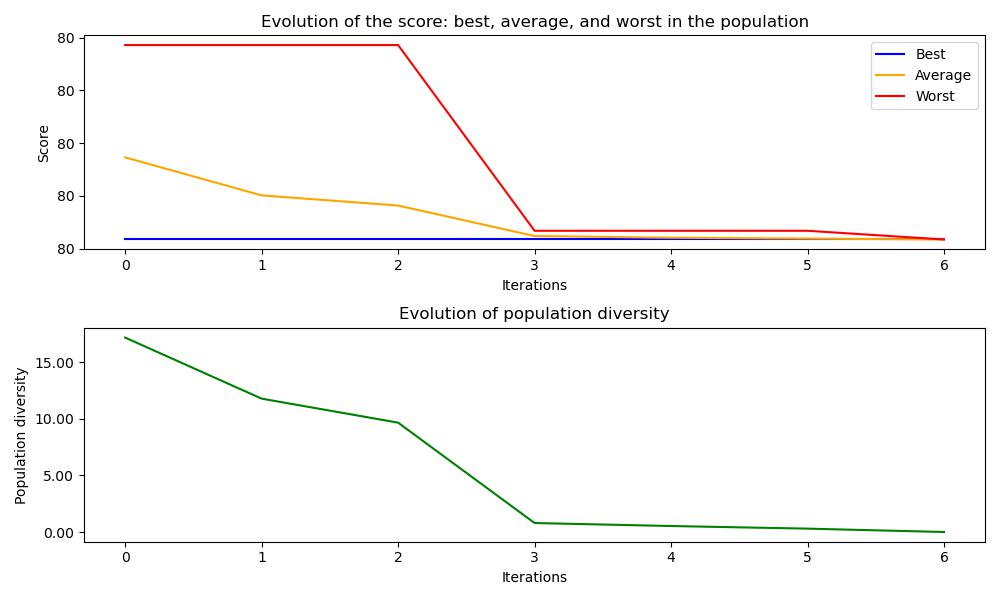 Evolution of the score: best, average, and worst in the population
80
80
80
80
80
Score
Best
Average
Worst
0 1 2 3 4 5 6
Iterations
Evolution of population diversity
15.00
10.00
5.00
0.00
Population diversity
0 1 2 3 4 5 6
Iterations